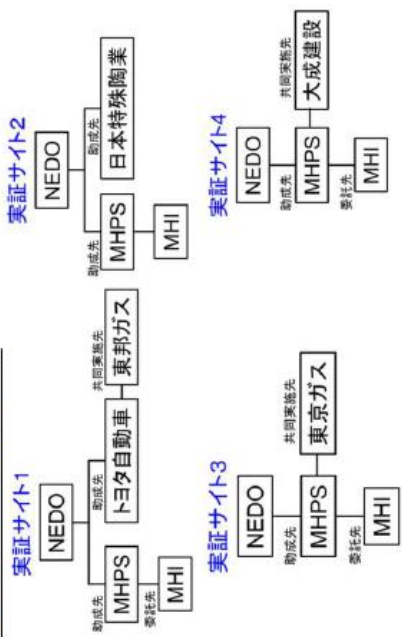 実証サイト1
NEDO
助成先
助成先
共同実施先
MHPS
トヨタ自動車
東邦ガス
委託先
MHI
実証サイト2
NEDO
助成先
助成先
MHPS
日本特殊陶業
MHI
実証サイト3
NEDO
助成先
共同実施先
MHPS
東京ガス
委託先
MHI
実証サイト4
NEDO
助成先
共同実施先
MHPS
大成建設
委託先
MHI